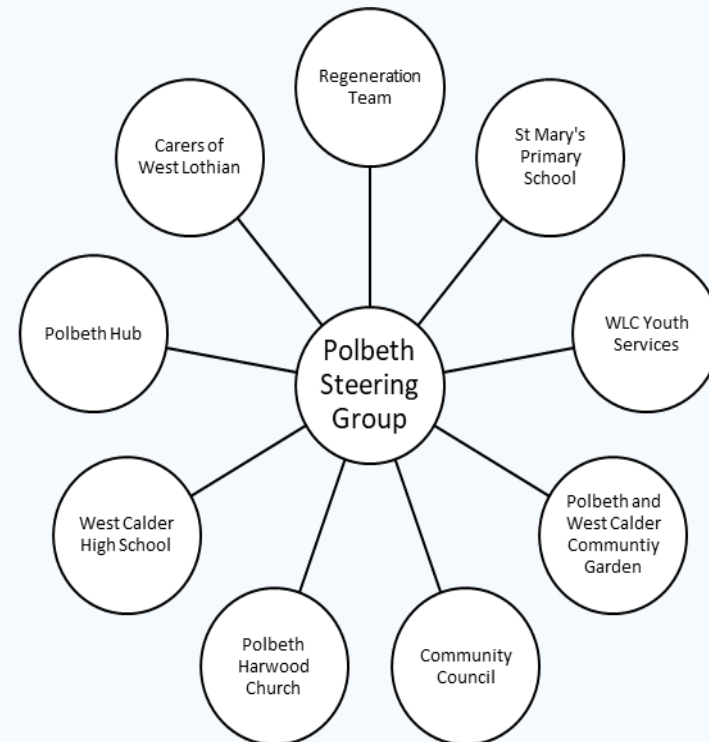 Regeneration
Team
St Mary's
Primary
School
WLC Youth
Services
Polbeth and
West Calder
Communtiy
Garden
Community
Council
Polbeth
Harwood
Church
West Calder
High School
Polbeth Hub
Carers of
West Lothian
Polbeth
Steering
Group